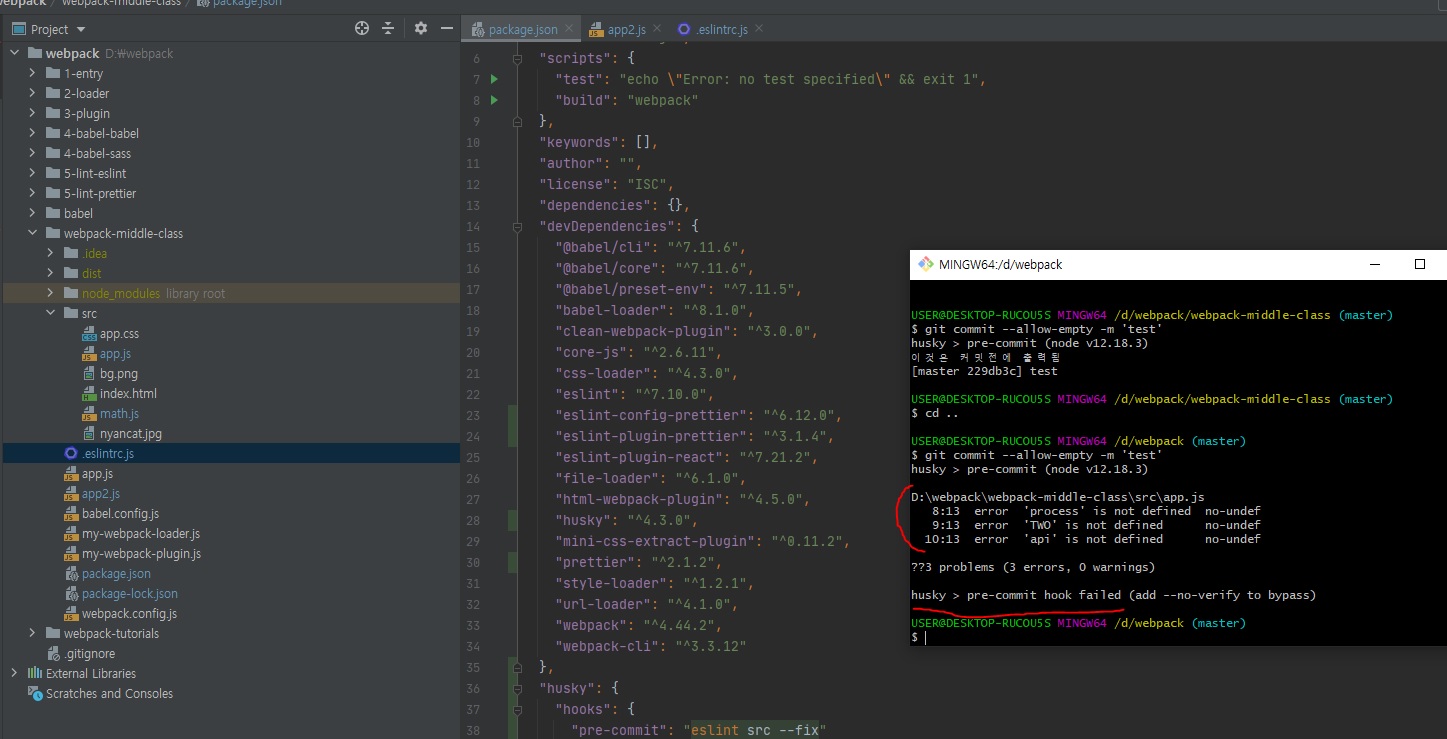 webpack / webpack-middle-class / package.json
Project
webpack D:\webpack
1-entry
2-loader
3-plugin
4-babel-babel
4-babel-sass
5-lint-eslint
5-lint-prettier
babel
webpack-middle-class
.idea
dist
node_modules library root
src
app.css
app.js
bg.png
index.html
math.js
nyancat.jpg
.eslintrc.js
app.js
app2.js
babel.config.js
my-webpack-loader.js
my-webpack-plugin.js
package.json
package-lock.json
webpack.config.js
webpack-tutorials
.gitignore
External Libraries
Scratches and Consoles
package.json app2.js .eslintrc.js
6 "scripts": {
7 "test": "echo \"Error: no test specified\" && exit 1",
8 "build": "webpack"
9 },
10 "keywords": [],
11 "author": "",
12 "license": "ISC",
13 "dependencies": {},
14 "devDependencies": {
15 "@babel/cli": "^7.11.6",
16 "@babel/core": "^7.11.6",
17 "@babel/preset-env": "^7.11.5",
18 "babel-loader": "^8.1.0",
19 "clean-webpack-plugin": "^3.0.0",
20 "core-js": "^2.6.11",
21 "css-loader": "^4.3.0",
22 "eslint": "^7.10.0",
23 "eslint-config-prettier": "^6.12.0",
24 "eslint-plugin-prettier": "^3.1.4",
25 "eslint-plugin-react": "^7.21.2",
26 "file-loader": "^6.1.0",
27 "html-webpack-plugin": "^4.5.0",
28 "husky": "^4.3.0",
29 "mini-css-extract-plugin": "^0.11.2",
30 "prettier": "^2.1.2",
31 "style-loader": "^1.2.1",
32 "url-loader": "^4.1.0",
33 "webpack": "^4.44.2",
34 "webpack-cli": "^3.3.12"
35 },
36 "husky": {
37 "hooks": {
38 "pre-commit": "eslint src --fix"
MINGW64:/d/webpack
USER@DESKTOP-RUCOU5S MINGW64 /d/webpack/webpack-middle-class (master)
$ git commit --allow-empty -m 'test'
husky > pre-commit (node v12.18.3)
이것은 커밋전에 출력됨
[master 229db3c] test
USER@DESKTOP-RUCOU5S MINGW64 /d/webpack/webpack-middle-class (master)
$ cd ..
USER@DESKTOP-RUCOU5S MINGW64 /d/webpack (master)
$ git commit --allow-empty -m 'test'
husky > pre-commit (node v12.18.3)
D:\webpack\webpack-middle-class\src\app.js
8:13 error 'process' is not defined no-undef
9:13 error 'TWO' is not defined no-undef
10:13 error 'api' is not defined no-undef
??3 problems (3 errors, 0 warnings)
husky > pre-commit hook failed (add --no-verify to bypass)
USER@DESKTOP-RUCOU5S MINGW64 /d/webpack (master)
$